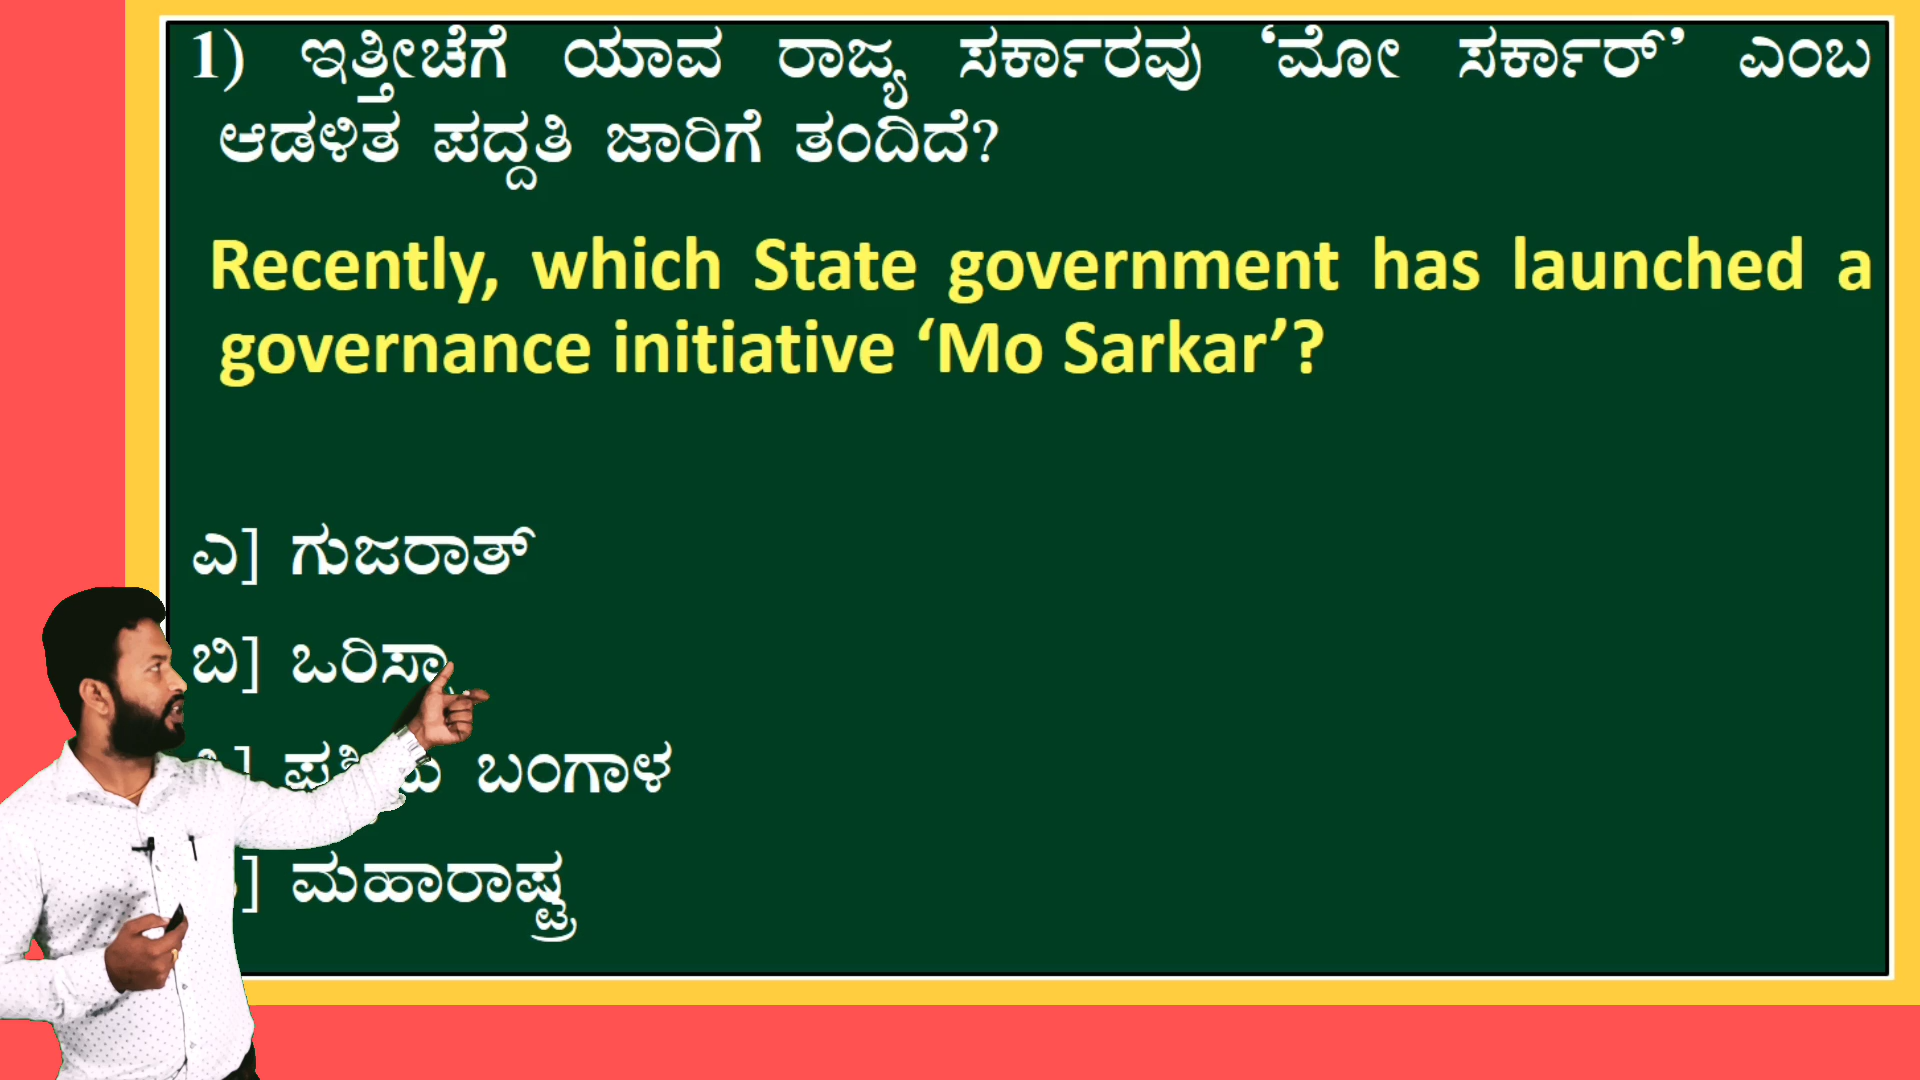 1) ಇತ್ತೀಚೆಗೆ ಯಾವ ರಾಜ್ಯ ಸರ್ಕಾರವು ‘ಮೋ ಸರ್ಕಾರ್’ ಎಂಬ
ಆಡಳಿತ ಪದ್ದತಿ ಜಾರಿಗೆ ತಂದಿದೆ?
Recently, which State government has launched a
governance initiative ‘Mo Sarkar’?
ಎ] ಗುಜರಾತ್
ಬಿ] ಒರಿಸ್ಸಾ
ಬಂಗಾಳ
ಮಹಾರಾಷ್ಟ್ರ